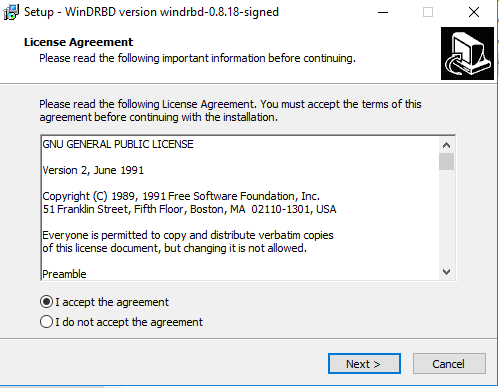 Setup - WinDRBD version windrbd-0.8.18-signed
License Agreement
Please read the following important information before continuing.
Please read the following License Agreement. You must accept the terms of this
agreement before continuing with the installation.
GNU GENERAL PUBLIC LICENSE
Version 2, June 1991
Copyright (C) 1989, 1991 Free Software Foundation, Inc.
51 Franklin Street, Fifth Floor, Boston, MA  02110-1301, USA
Everyone is permitted to copy and distribute verbatim copies
of this license document, but changing it is not allowed.
Preamble
I accept the agreement
I do not accept the agreement
Next >
Cancel